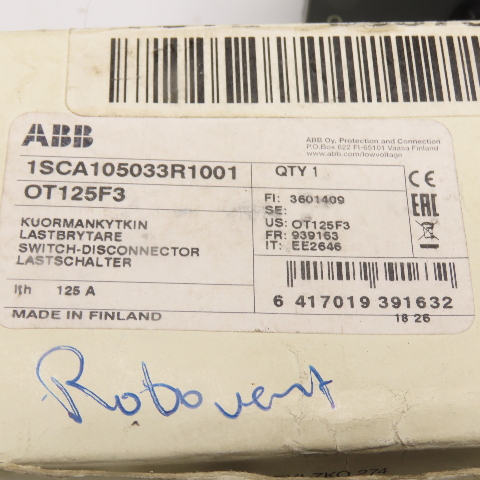 ABB
ABB Oy, Protection and Connection
P.O.Box 622 FI-65101 Vaasa Finland
www.abb.com/lowvoltage
1SCA105033R1001
OT125F3
QTY 1
CE
EAC
KUORMANKYTKIN
LASTBRYTARE
SWITCH-DISCONNECTOR
LASTSCHALTER
FI: 3601409
SE:
US: OT125F3
FR: 939163
IT: EE2646
Ith 125 A
6 417019 391632
18 26
MADE IN FINLAND
Robovent